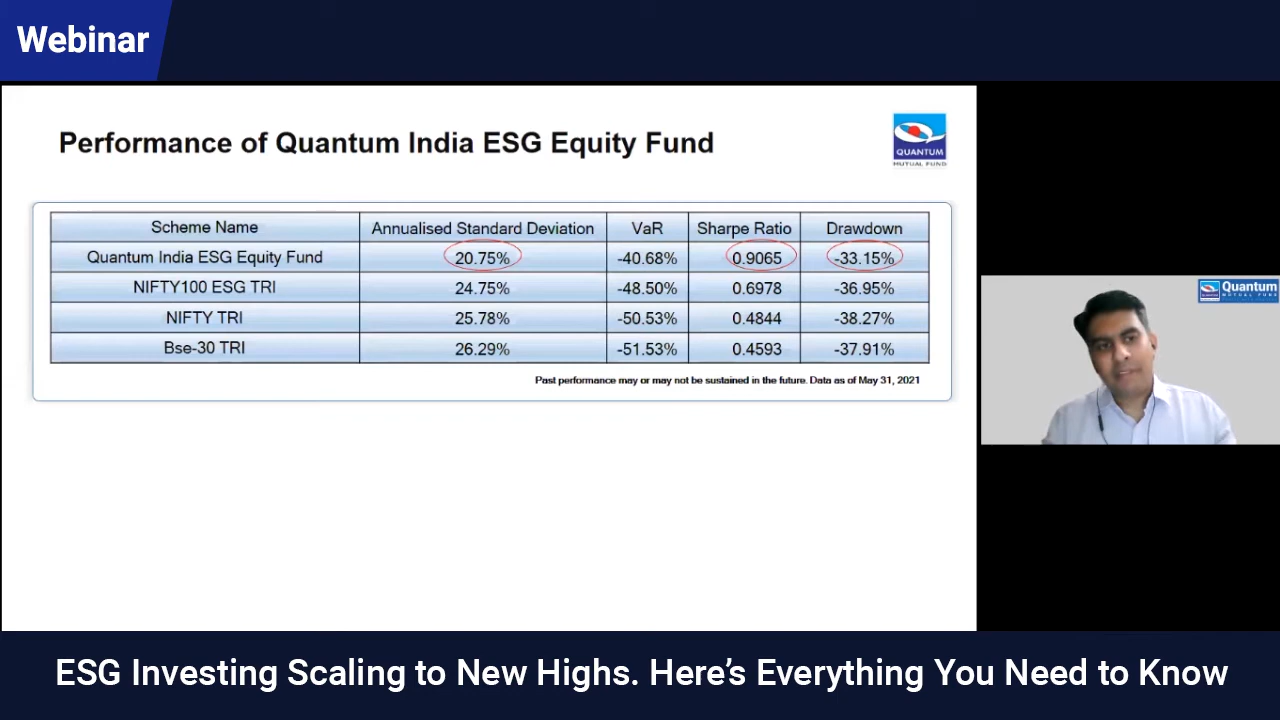 Webinar
Performance of Quantum India ESG Equity Fund
QUANTUM
MUTUAL FUND
Scheme Name Annualised Standard Deviation VaR Sharpe Ratio Drawdown
Quantum India ESG Equity Fund 20.75% -40.68% 0.9065 -33.15%
NIFTY100 ESG TRI 24.75% -48.50% 0.6978 -36.95%
NIFTY TRI 25.78% -50.53% 0.4844 -38.27%
Bse-30 TRI 26.29% -51.53% 0.4593 -37.91%
Past performance may or may not be sustained in the future. Data as of May 31, 2021
Quantum
MUTUAL FUND
ESG Investing Scaling to New Highs. Here’s Everything You Need to Know